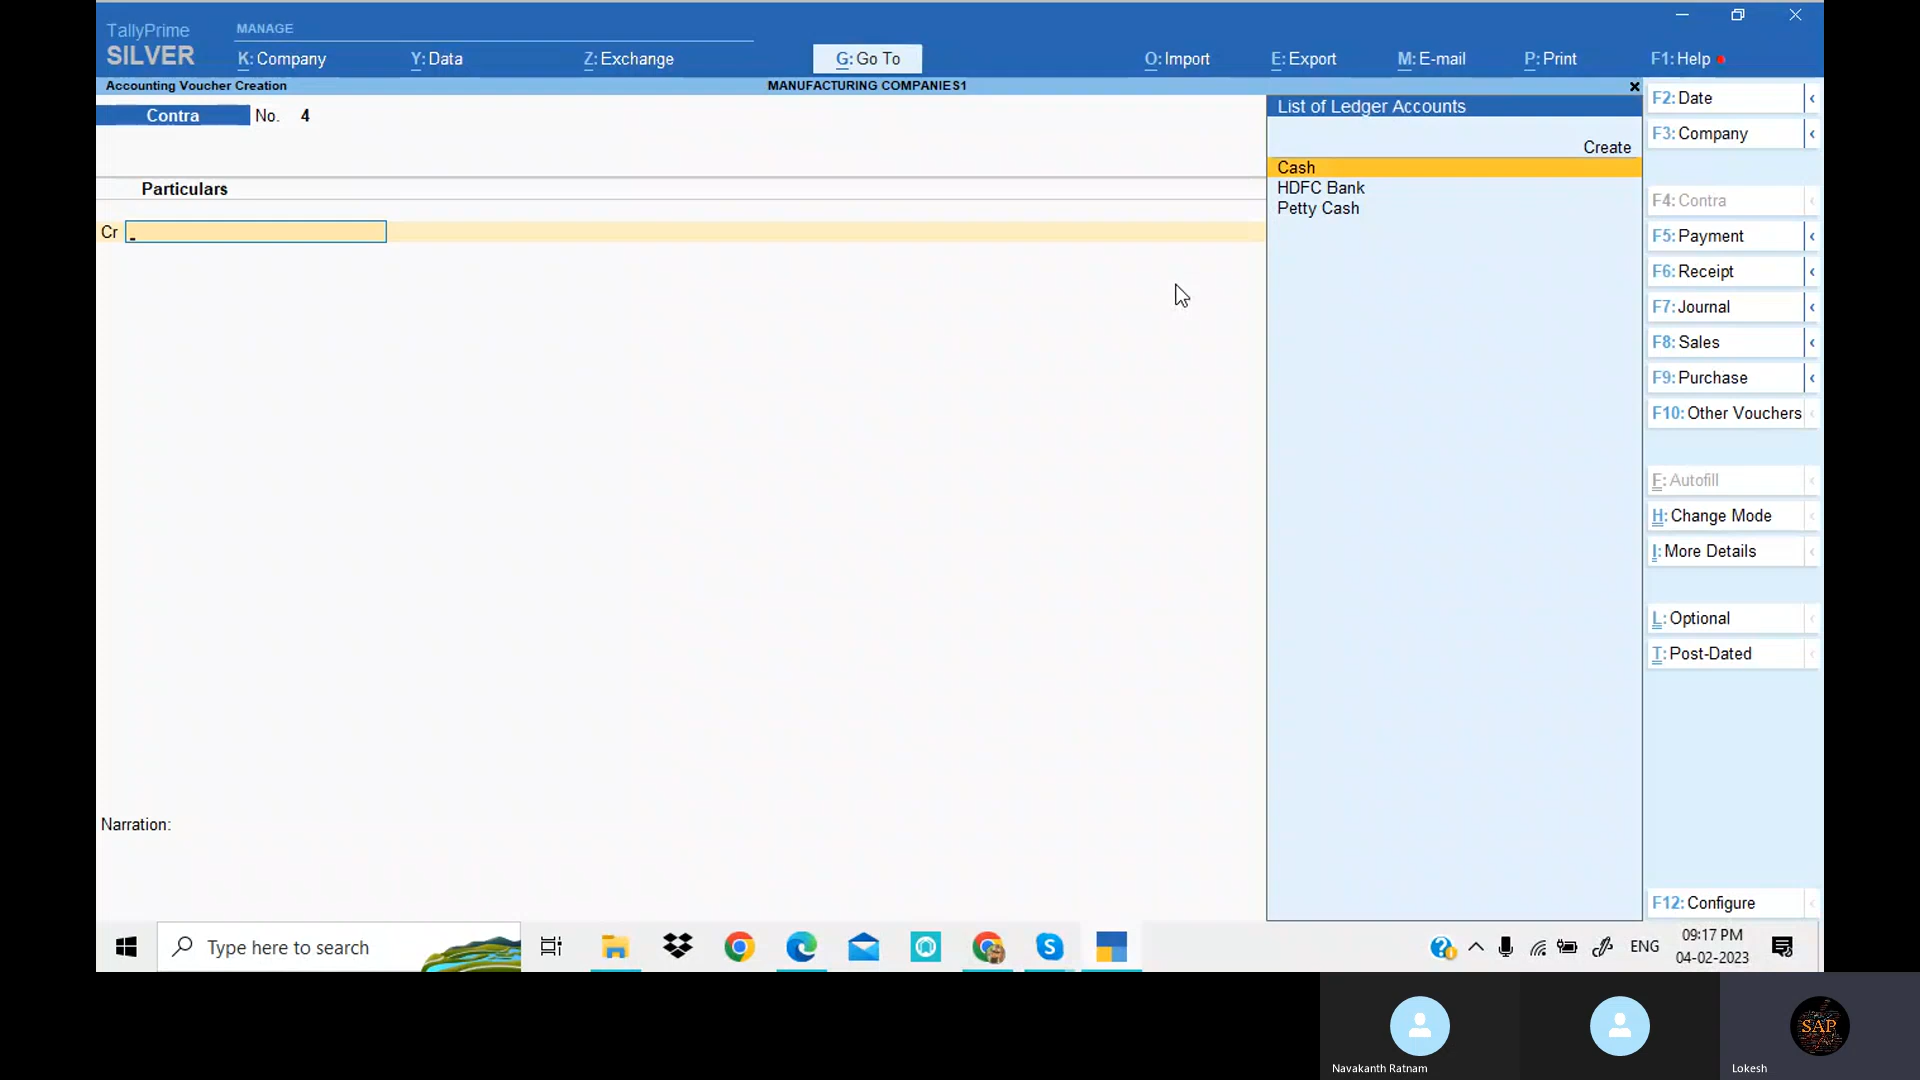 TallyPrime
SILVER
MANAGE
K: Company
Y: Data
Z: Exchange
G: Go To
O: Import
E: Export
M: E-mail
P: Print
F1: Help
Accounting Voucher Creation
MANUFACTURING COMPANIES1
Contra No. 4
Particulars
Cr
Narration:
List of Ledger Accounts
Create
Cash
HDFC Bank
Petty Cash
F2: Date
F3: Company
F4: Contra
F5: Payment
F6: Receipt
F7: Journal
F8: Sales
F9: Purchase
F10: Other Vouchers
F: Autofill
H: Change Mode
I: More Details
L: Optional
T: Post-Dated
F12: Configure
Type here to search
ENG
09:17 PM
04-02-2023
Navakanth Ratnam
SAP
Lokesh